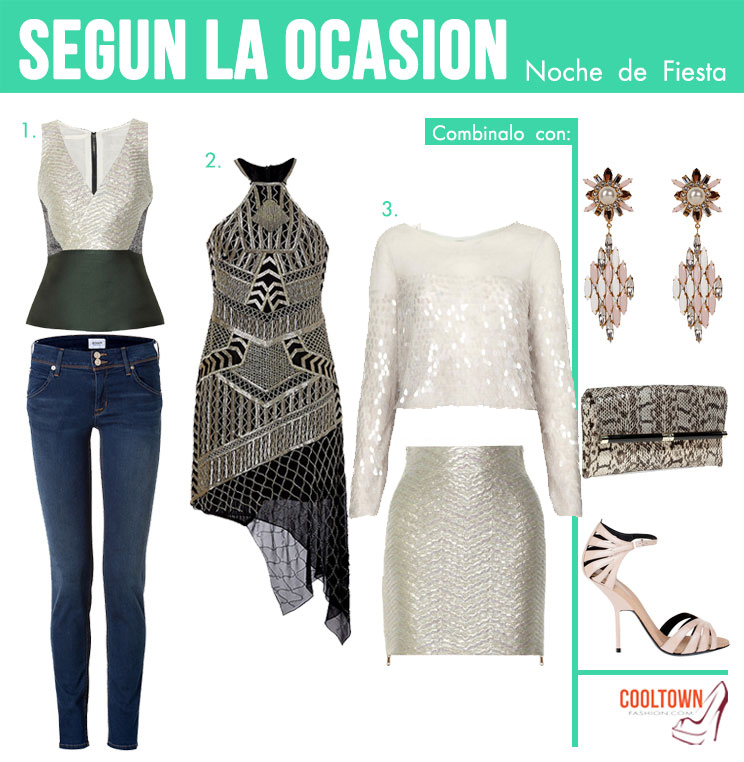 SEGUN LA OCASION Noche de Fiesta
1.
2.
3.
Combinalo con:
COOLTOWN
FASHION.COM